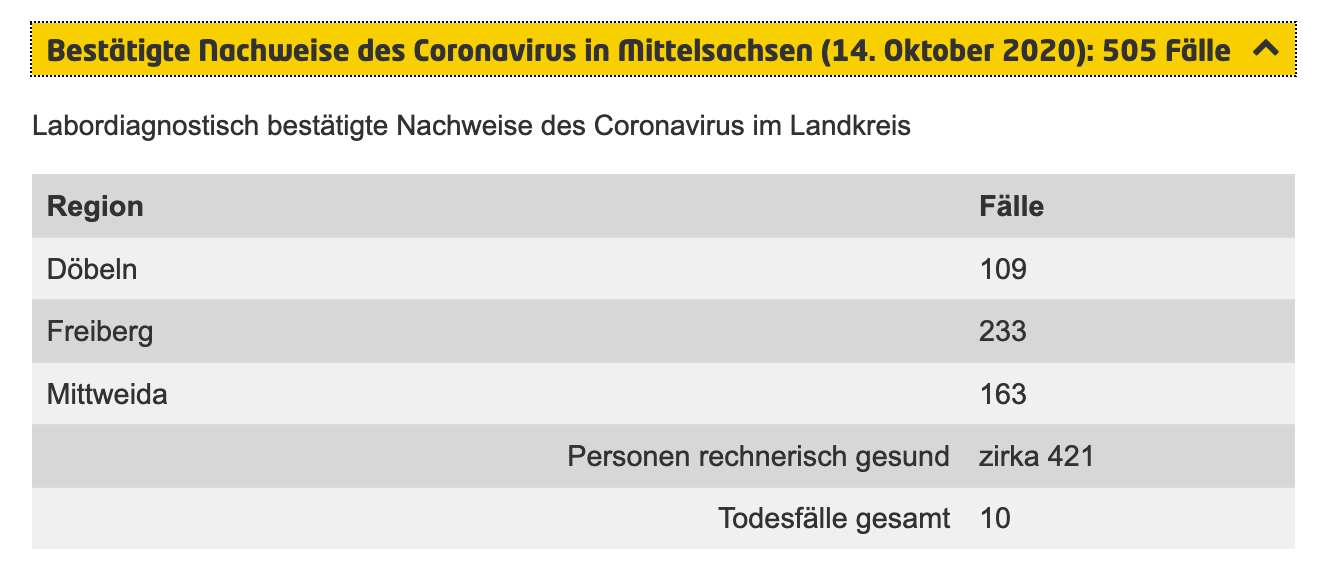 Bestätigte Nachweise des Coronavirus in Mittelsachsen (14. Oktober 2020): 505 Fälle
Labordiagnostisch bestätigte Nachweise des Coronavirus im Landkreis
Region Fälle
Döbeln 109
Freiberg 233
Mittweida 163
Personen rechnerisch gesund zirka 421
Todesfälle gesamt 10